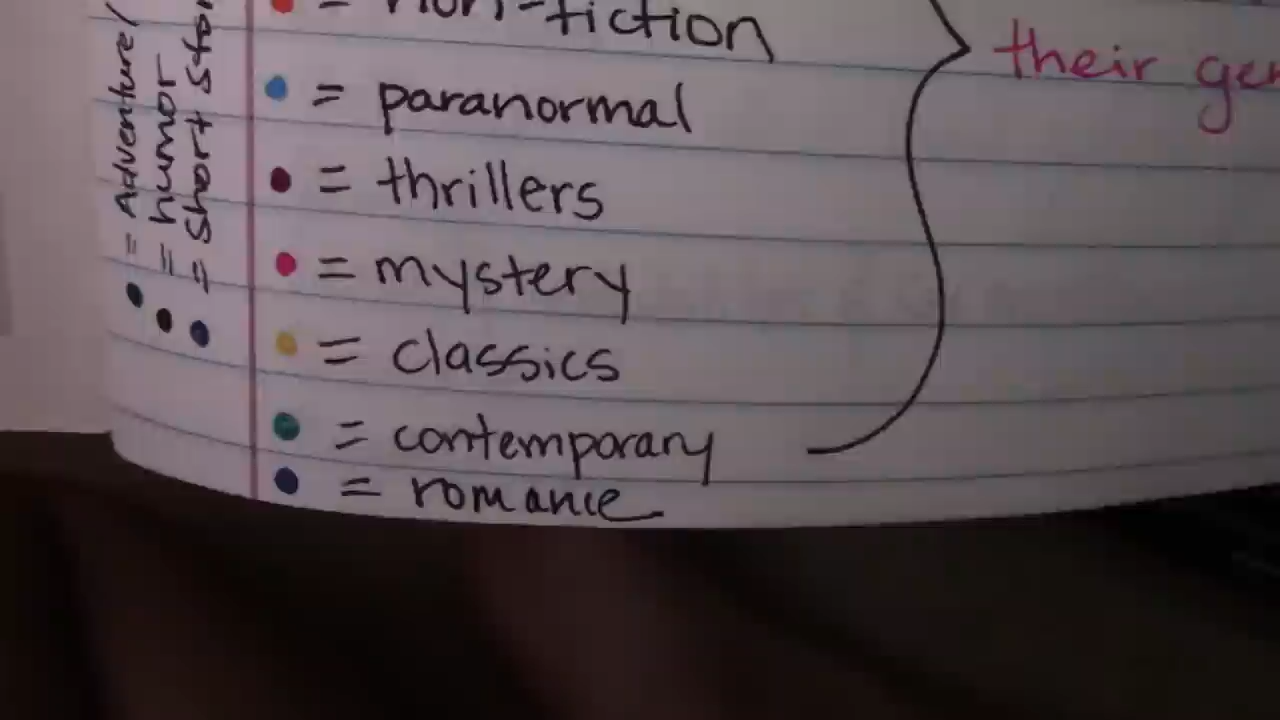 = non-fiction
their
= paranormal
= thrillers
= mystery
= classics
= contemporary
= romance
= Adventure/
= humor
= short